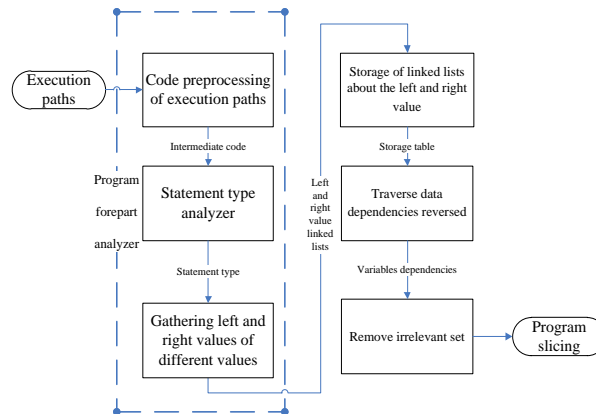 Execution
paths
Code preprocessing
of execution paths
Intermediate code
Program
forepart
analyzer
Statement type
analyzer
Statement type
Gathering left and
right values of
different values
Left
and
right
value
linked
lists
Storage of linked lists
about the left and right
value
Storage table
Traverse data
dependencies reversed
Variables dependencies
Remove irrelevant set
Program
slicing